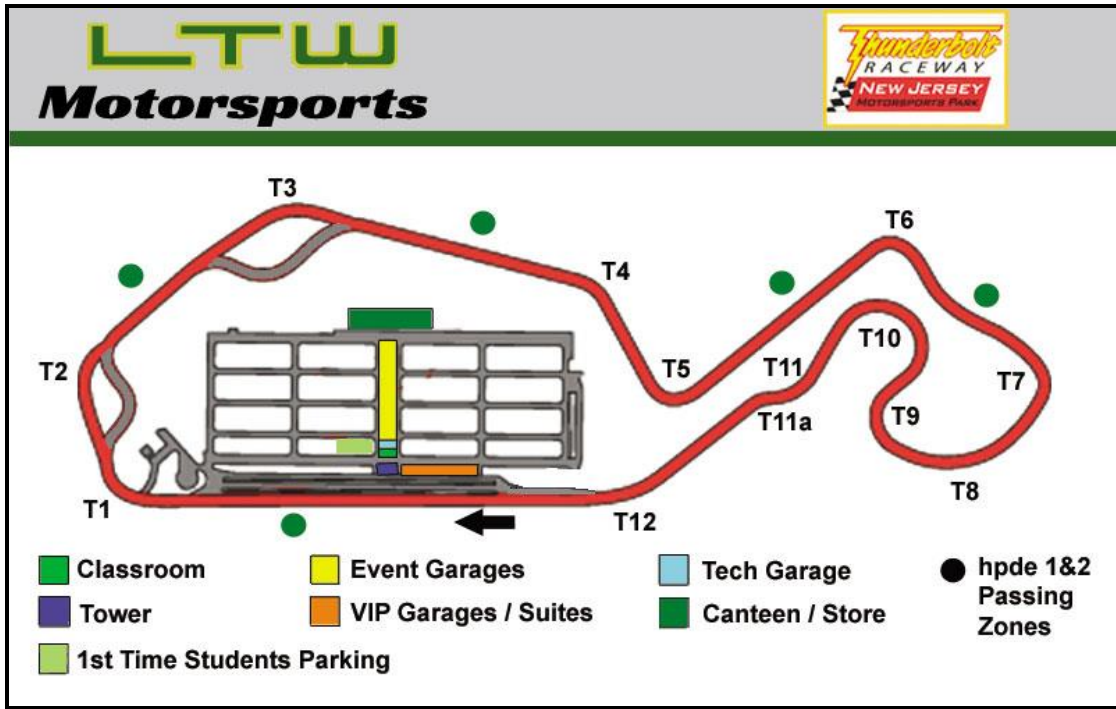 LTW
Motorsports
Thunderbolt
RACEWAY
NEW JERSEY
MOTORSPORTS PARK
T3
T6
T4
T2
T5
T11
T10
T7
T11a
T9
T1
T12
T8
Classroom
Event Garages
Tech Garage
hpde 1&2
Passing
Zones
Tower
VIP Garages / Suites
Canteen / Store
1st Time Students Parking